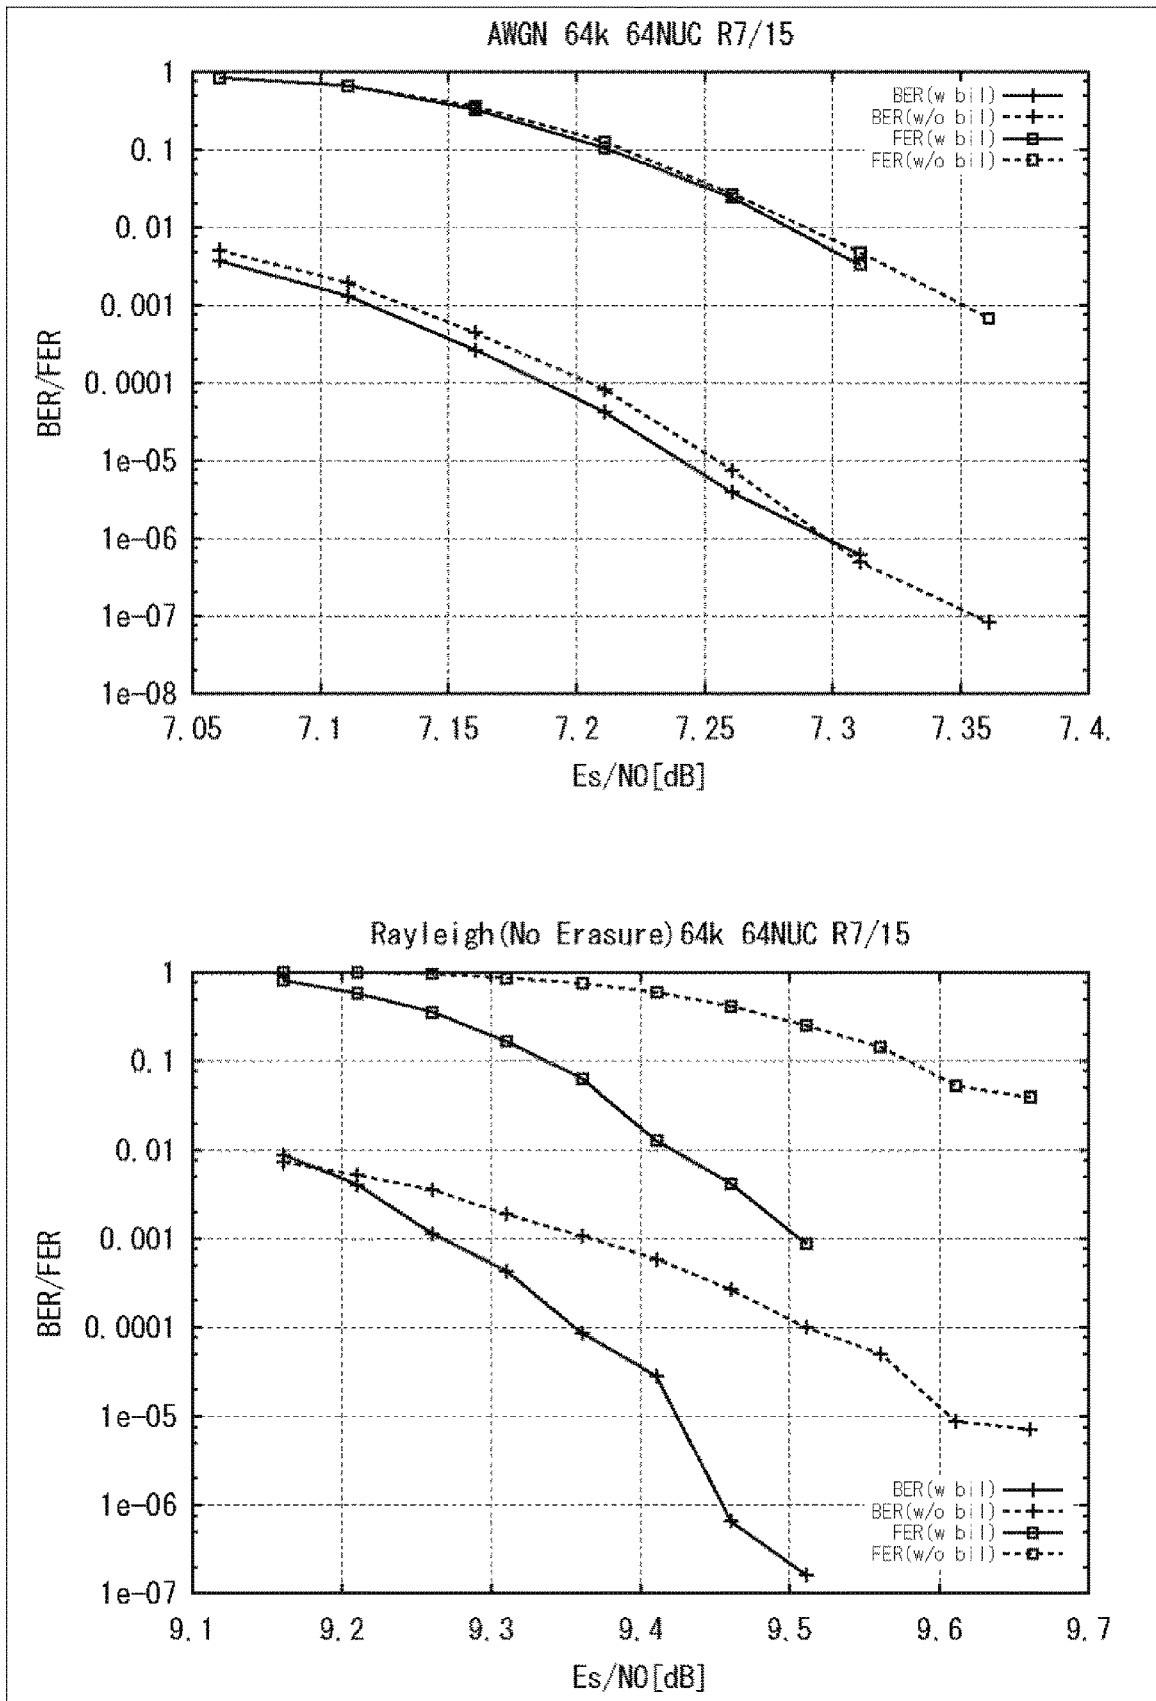 AWGN 64k 64NUC R7/15
1
0.1
0.01
0.001
0.0001
1e-05
1e-06
1e-07
1e-08
BER/FER
BER(w bil)
BER(w/o bil)
FER(w bil)
FER(w/o bil)
7.05 7.1 7.15 7.2 7.25 7.3 7.35 7.4.
Es/N0[dB]
Rayleigh(No Erasure)64k 64NUC R7/15
1
0.1
0.01
0.001
0.0001
1e-05
1e-06
1e-07
BER/FER
BER(w bil)
BER(w/o bil)
FER(w bil)
FER(w/o bil)
9.1 9.2 9.3 9.4 9.5 9.6 9.7
Es/N0[dB]